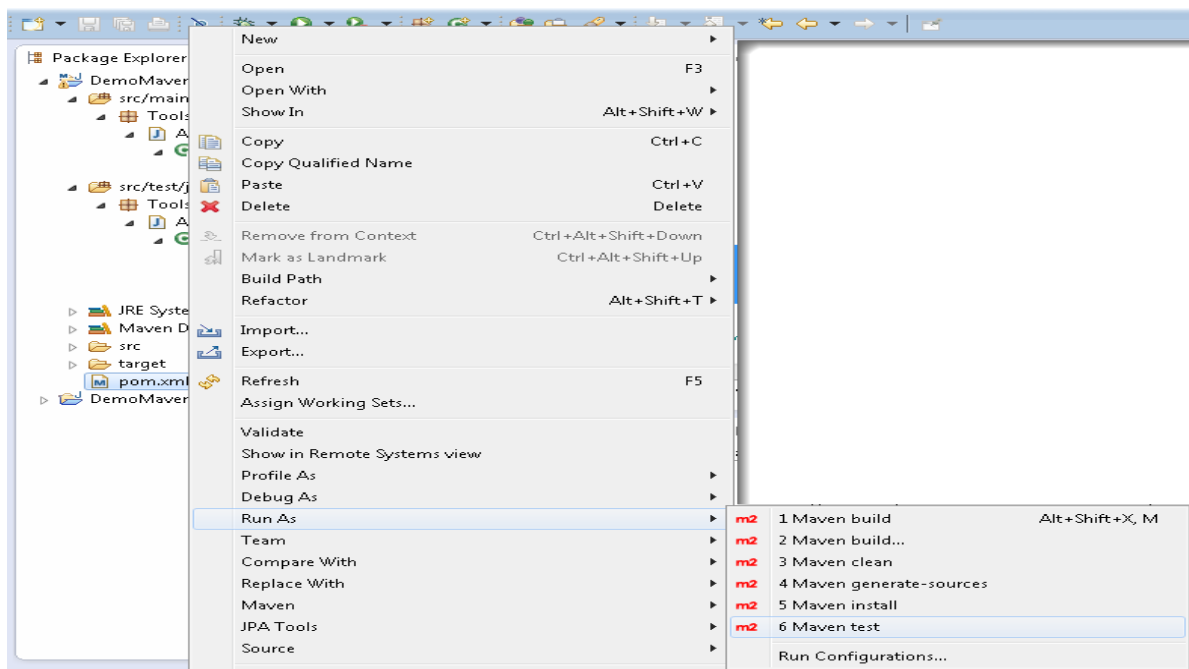 Package Explorer
DemoMaven
src/main
Tools
A
src/test/j
Tools
A
JRE Syste
Maven D
src
target
pom.xml
DemoMaven
New
Open F3
Open With
Show In Alt+Shift+W
Copy Ctrl+C
Copy Qualified Name
Paste Ctrl+V
Delete Delete
Remove from Context Ctrl+Alt+Shift+Down
Mark as Landmark Ctrl+Alt+Shift+Up
Build Path
Refactor Alt+Shift+T
Import...
Export...
Refresh F5
Assign Working Sets...
Validate
Show in Remote Systems view
Profile As
Debug As
Run As
Team
Compare With
Replace With
Maven
JPA Tools
Source
m2 1 Maven build Alt+Shift+X, M
m2 2 Maven build...
m2 3 Maven clean
m2 4 Maven generate-sources
m2 5 Maven install
m2 6 Maven test
Run Configurations...